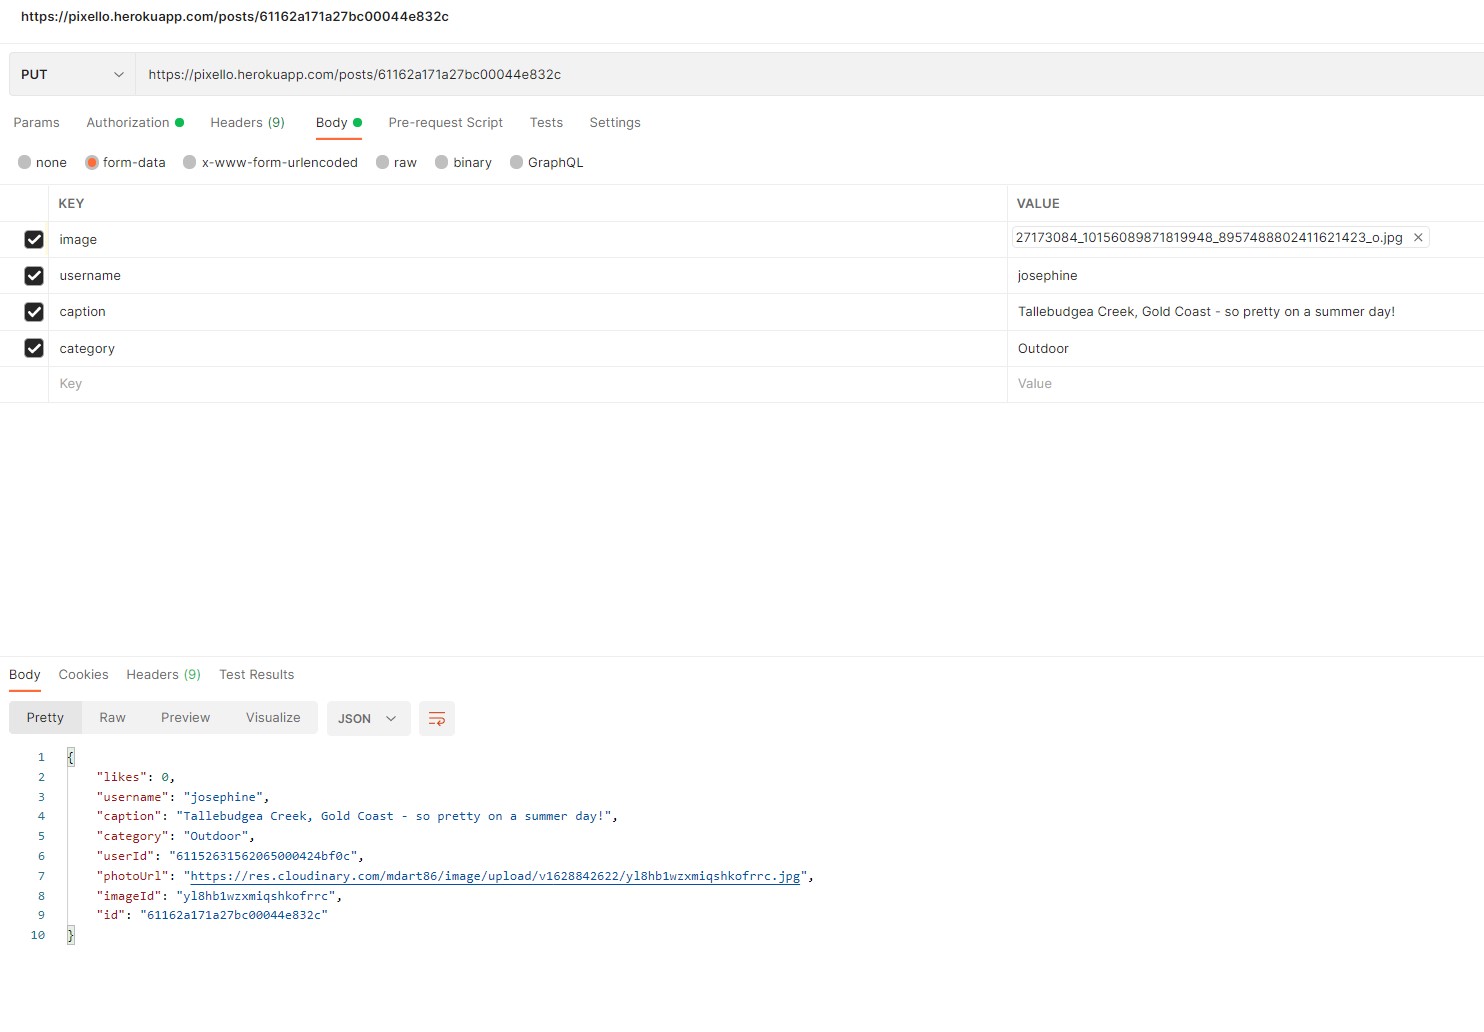 https://pixello.herokuapp.com/posts/61162a171a27bc00044e832c
PUT https://pixello.herokuapp.com/posts/61162a171a27bc00044e832c
Params Authorization Headers (9) Body Pre-request Script Tests Settings
none form-data x-www-form-urlencoded raw binary GraphQL
KEY VALUE
image 27173084_10156089871819948_8957488802411621423_o.jpg
username josephine
caption Tallebudgea Creek, Gold Coast - so pretty on a summer day!
category Outdoor
Key Value
Body Cookies Headers (9) Test Results
Pretty Raw Preview Visualize JSON
1 {
2 "likes": 0,
3 "username": "josephine",
4 "caption": "Tallebudgea Creek, Gold Coast - so pretty on a summer day!",
5 "category": "Outdoor",
6 "userId": "61152631562065000424bf0c",
7 "photoUrl": "https://res.cloudinary.com/mdart86/image/upload/v1628842622/yl8hb1wzxmiqshkofrrc.jpg",
8 "imageId": "yl8hb1wzxmiqshkofrrc",
9 "id": "61162a171a27bc00044e832c"
10 }